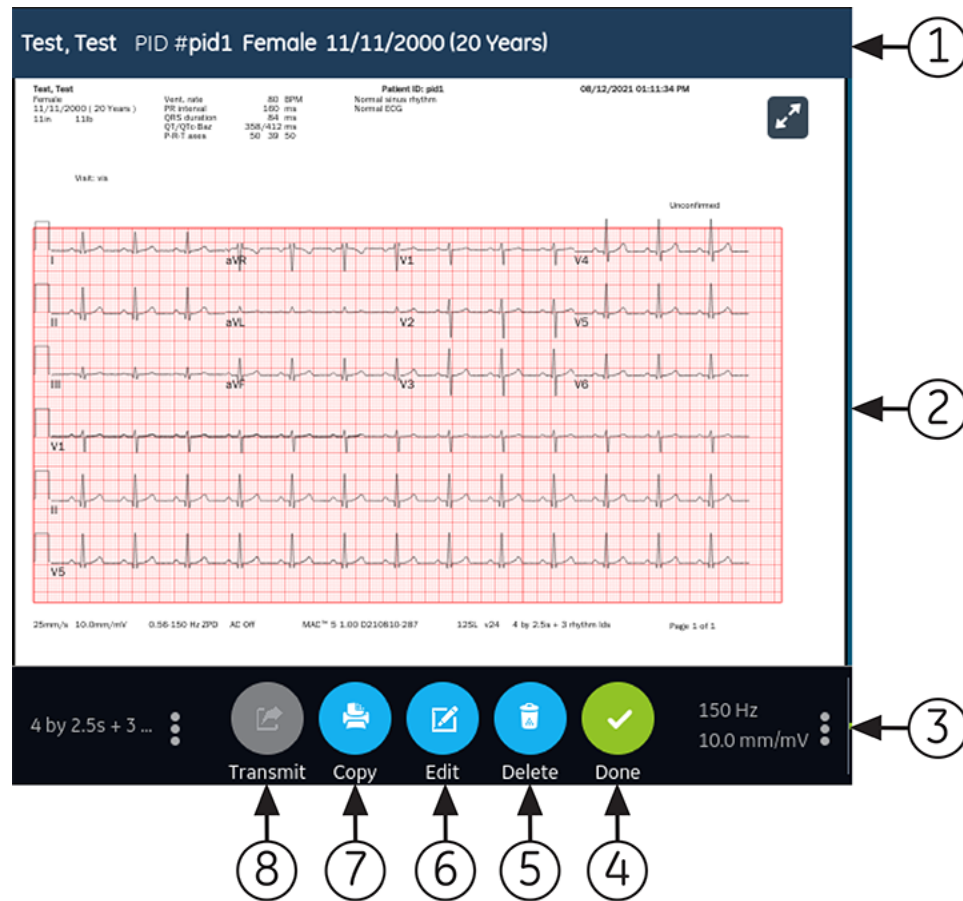 Test, Test PID #pid1 Female 11/11/2000 (20 Years)
1
Test, Test
Female
11/11/2000 ( 20 Years )
11in 11lb
Vent. rate 80 BPM
PR interval 160 ms
QRS duration 84 ms
QT/QTc-Baz 358/412 ms
P-R-T axes 50 39 50
Patient ID: pid1
Normal sinus rhythm
Normal ECG
08/12/2021 01:11:34 PM
Visit: vis
Unconfirmed
I aVR V1 V4
II aVL V2 V5
III aVF V3 V6
2
V1
II
V5
25mm/s 10.0mm/mV 0.56-150 Hz ZPD AC Off MAC™ 5 1.00 D210610-287 12SL v24 4 by 2.5s + 3 rhythm lds Page 1 of 1
4 by 2.5s + 3 ...
Transmit Copy Edit Delete Done
150 Hz
10.0 mm/mV
3
8 7 6 5 4